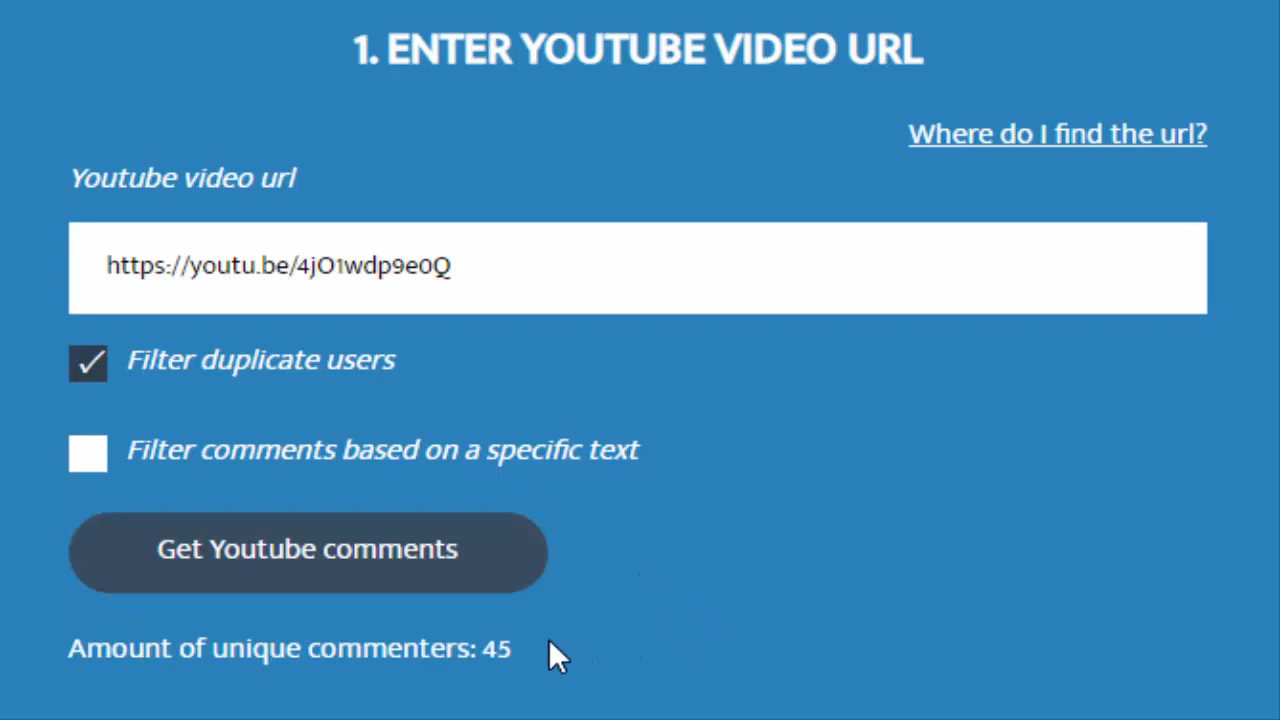 1. ENTER YOUTUBE VIDEO URL
Where do I find the url?
Youtube video url
https://youtu.be/4jO1wdp9e0Q
Filter duplicate users
Filter comments based on a specific text
Get Youtube comments
Amount of unique commenters: 45